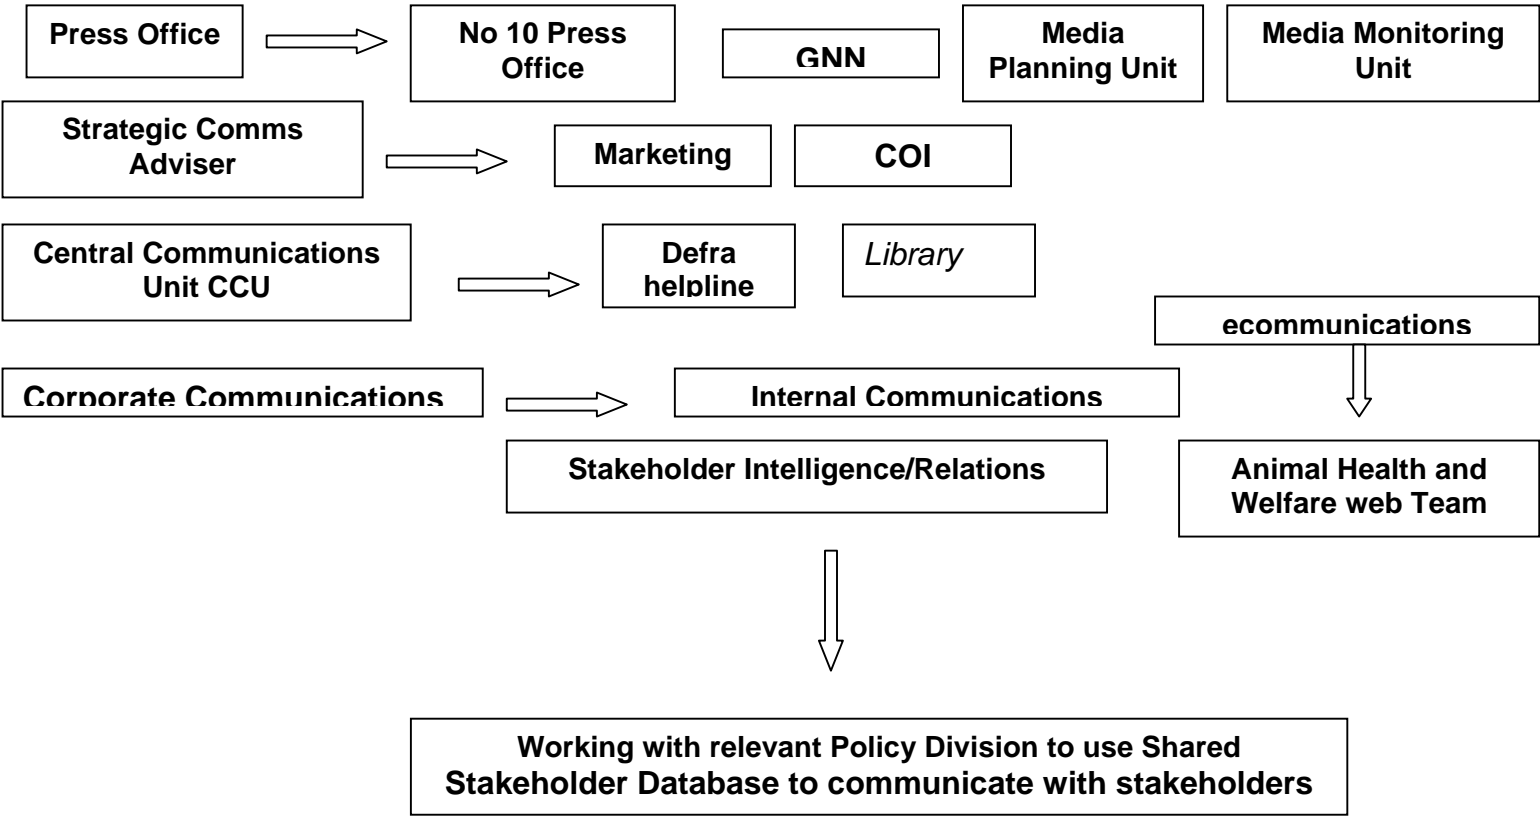 Press Office
No 10 Press
Office
GNN
Media
Planning Unit
Media Monitoring
Unit
Strategic Comms
Adviser
Marketing
COI
Central Communications
Unit CCU
Defra
helpline
Library
ecommunications
Corporate Communications
Internal Communications
Stakeholder Intelligence/Relations
Animal Health and
Welfare web Team
Working with relevant Policy Division to use Shared
Stakeholder Database to communicate with stakeholders